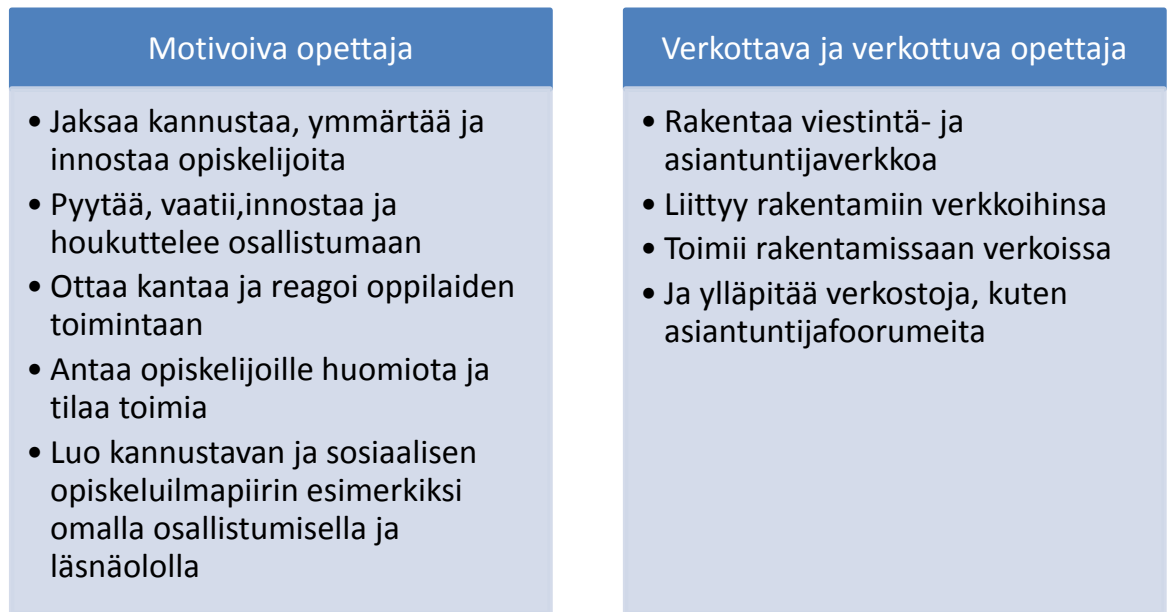 Motivoiva opettaja
• Jaksaa kannustaa, ymmärtää ja
innostaa opiskelijoita
• Pyytää, vaatii,innostaa ja
houkuttelee osallistumaan
• Ottaa kantaa ja reagoi oppilaiden
toimintaan
• Antaa opiskelijoille huomiota ja
tilaa toimia
• Luo kannustavan ja sosiaalisen
opiskeluilmapiirin esimerkiksi
omalla osallistumisella ja
läsnäololla
Verkottava ja verkottuva opettaja
• Rakentaa viestintä- ja
asiantuntijaverkkoa
• Liittyy rakentamiin verkkoihinsa
• Toimii rakentamissaan verkoissa
• Ja ylläpitää verkostoja, kuten
asiantuntijafoorumeita